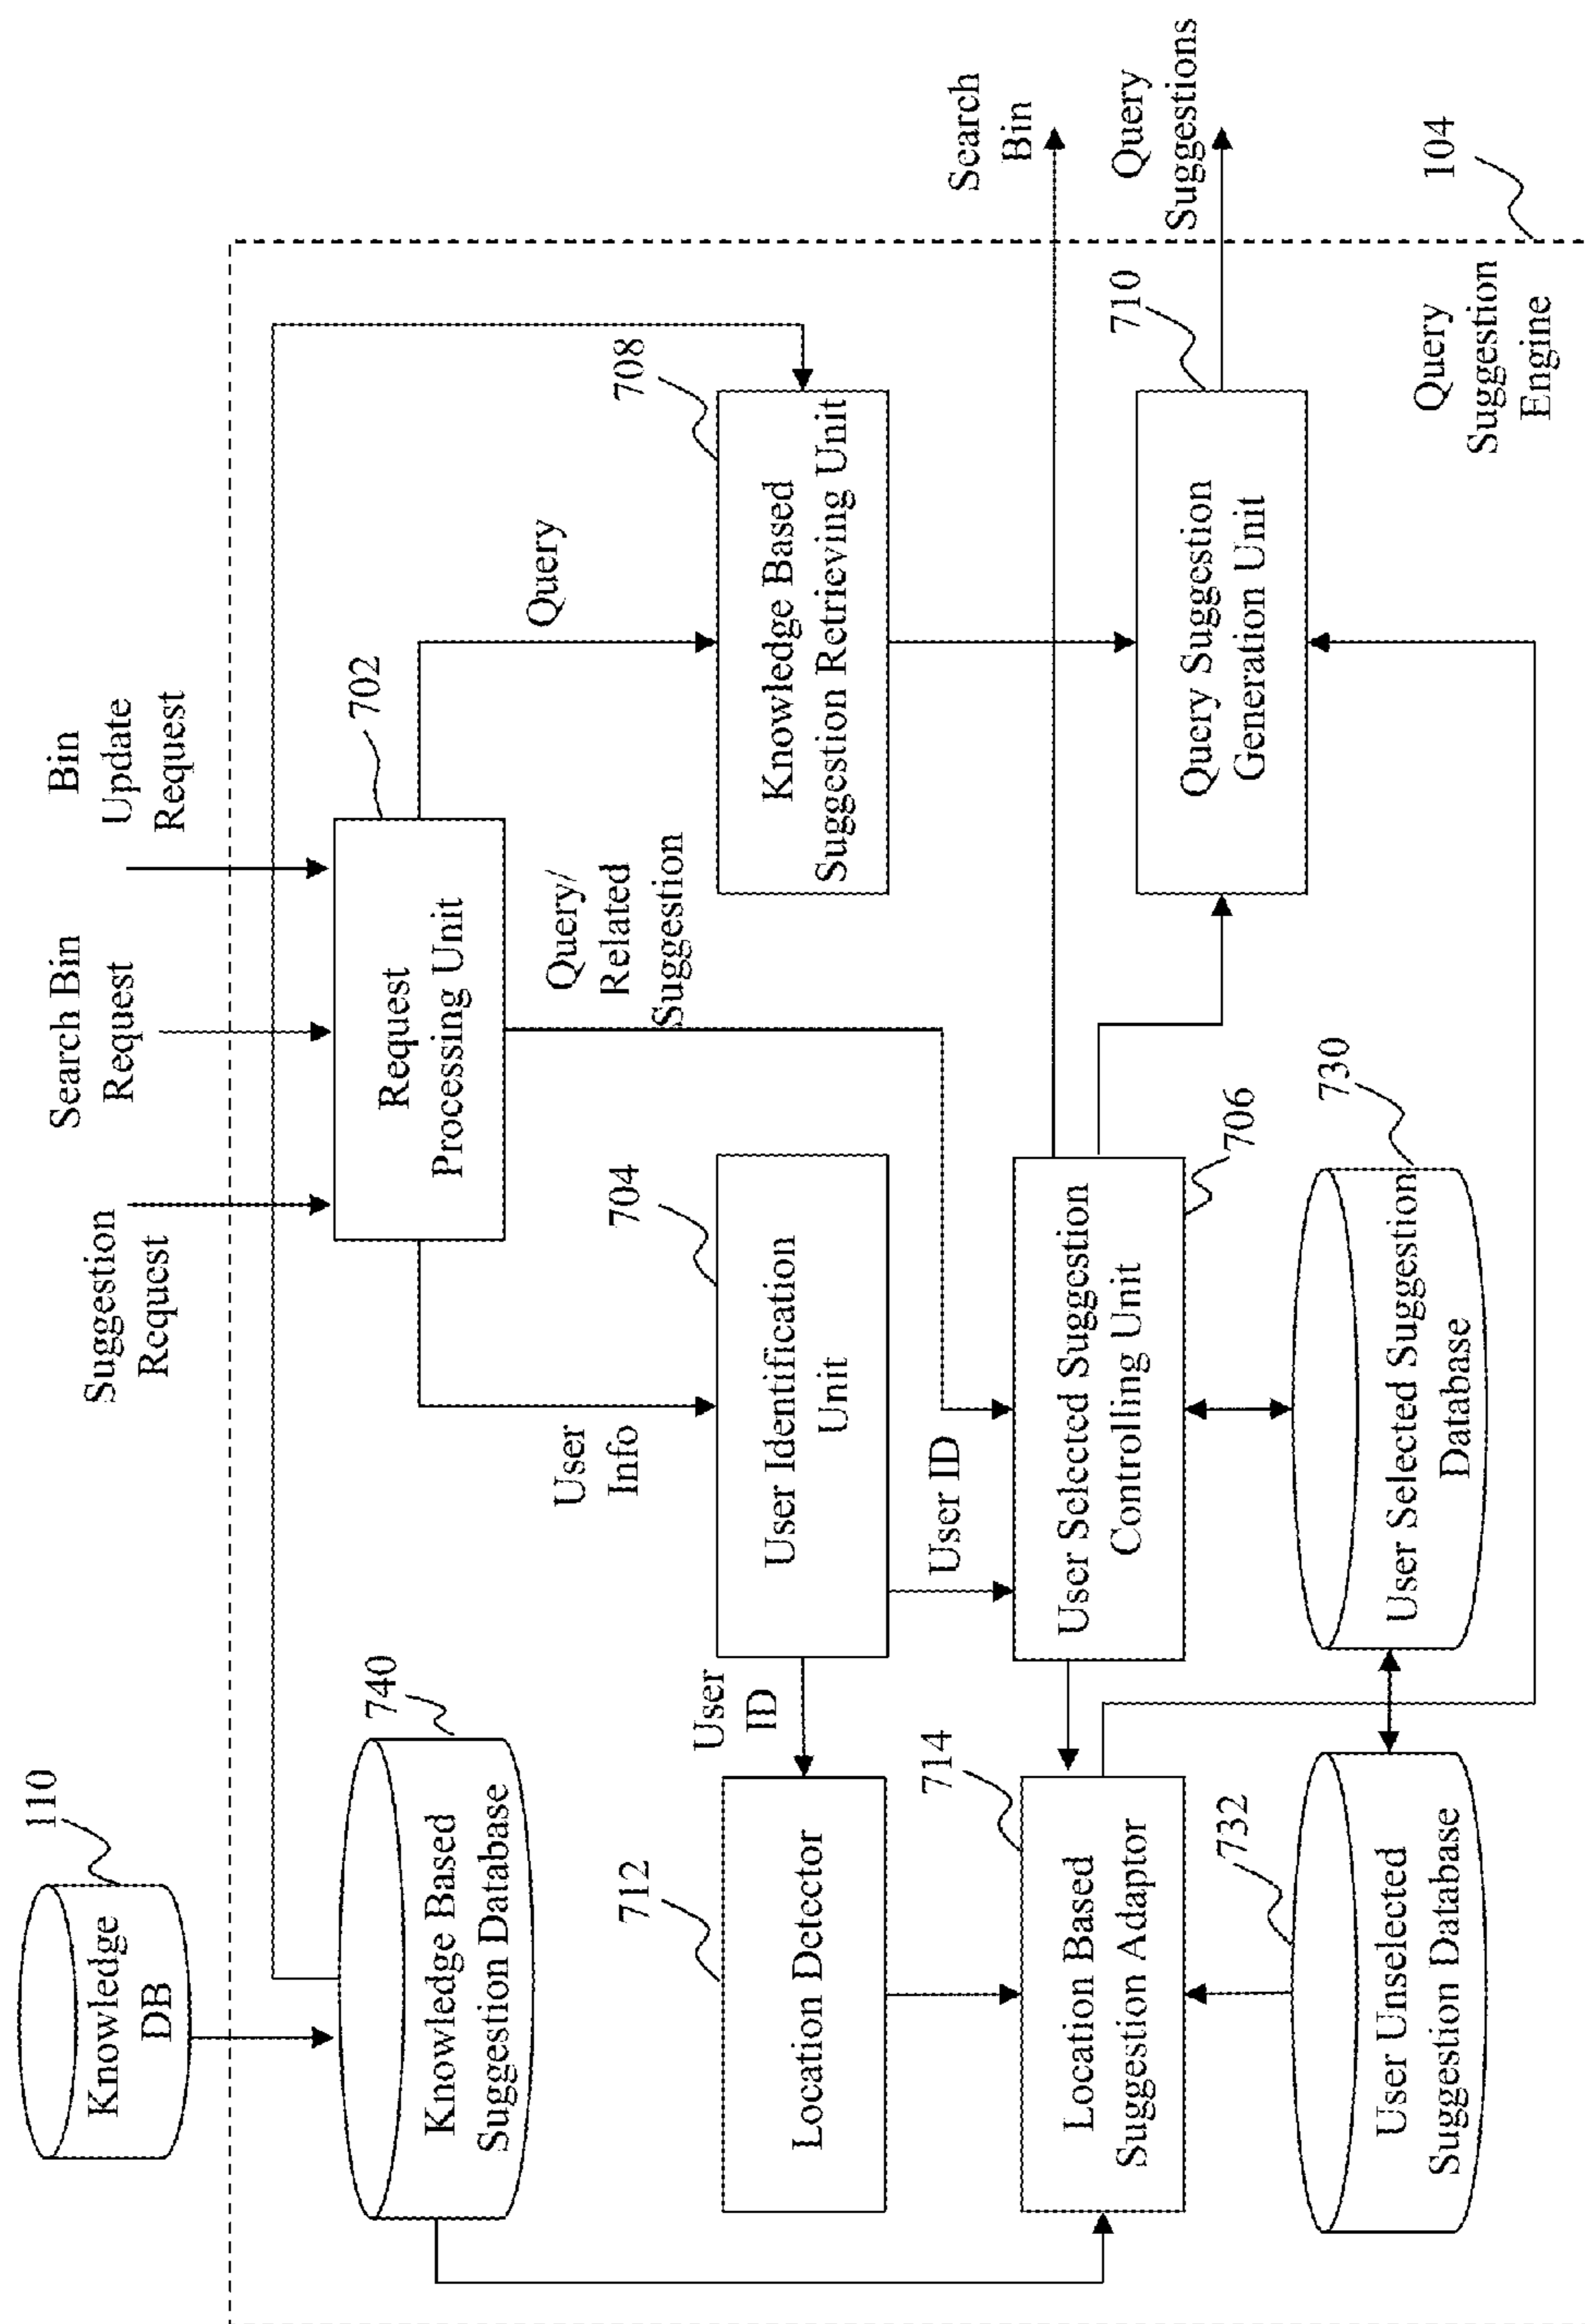 110
Knowledge
DB
Suggestion
Request
Search Bin
Request
Bin
Update
Request
740
Knowledge Based
Suggestion Database
702
Request
Processing Unit
User
Info
Query/
Related
Suggestion
Query
712
Location Detector
User
ID
704
User Identification
Unit
708
Knowledge Based
Suggestion Retrieving Unit
User ID
714
Location Based
Suggestion Adaptor
User Selected Suggestion
Controlling Unit
706
Search
Bin
710
Query Suggestion
Generation Unit
Query
Suggestions
732
User Unselected
Suggestion Database
730
User Selected Suggestion
Database
Query
Suggestion
Engine
104